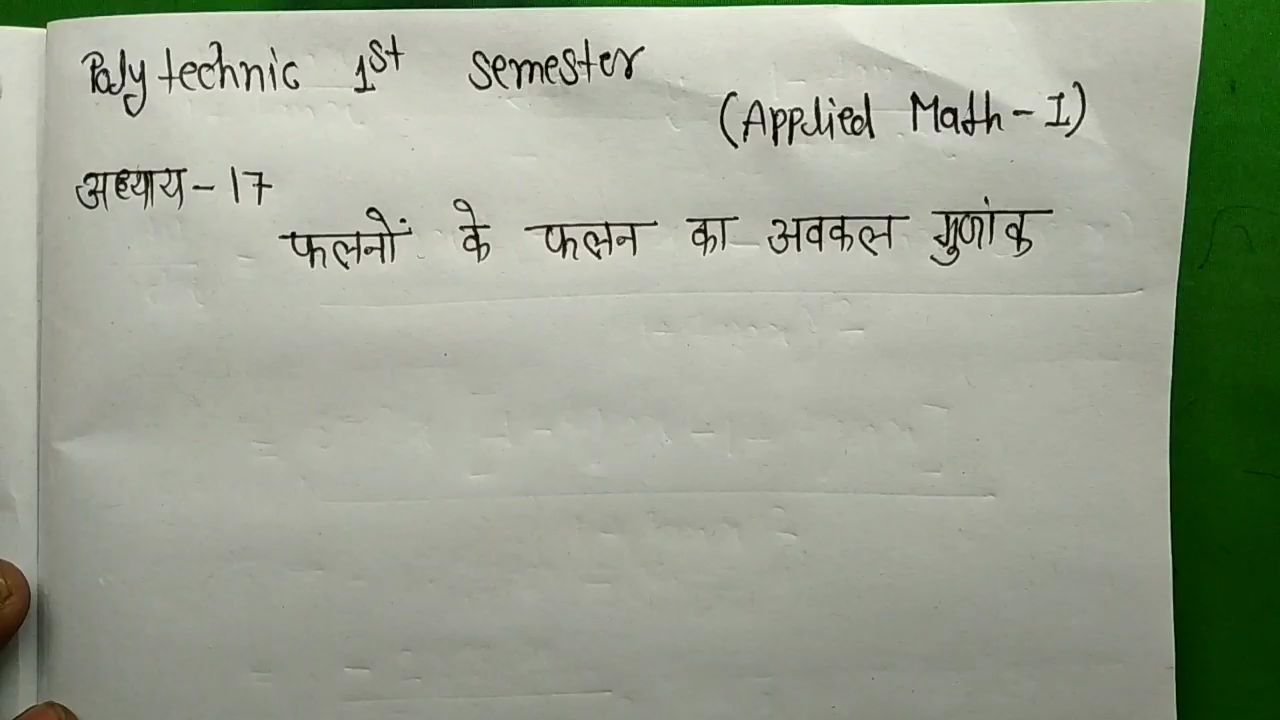 Polytechnic 1st semester
(Applied Math-I)
अध्याय-17
फलनों के फलन का अवकल गुणांक